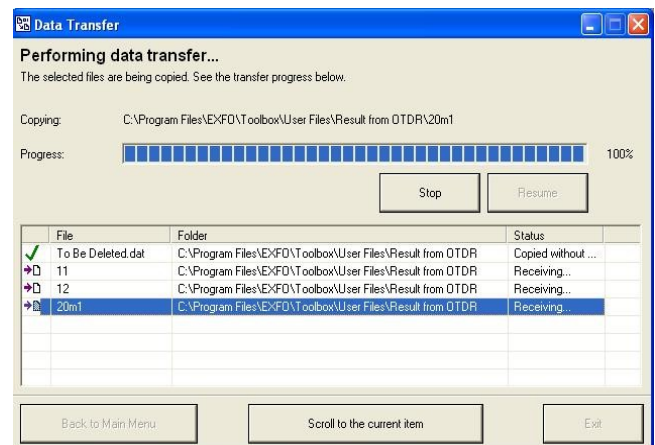 Data Transfer
Performing data transfer...
The selected files are being copied. See the transfer progress below.
Copying: C:\Program Files\EXFO\Toolbox\User Files\Result from OTDR\20m1
Progress: 100%
Stop Resume
File Folder Status
To Be Deleted.dat C:\Program Files\EXFO\Toolbox\User Files\Result from OTDR Copied without ...
11 C:\Program Files\EXFO\Toolbox\User Files\Result from OTDR Receiving...
12 C:\Program Files\EXFO\Toolbox\User Files\Result from OTDR Receiving...
20m1 C:\Program Files\EXFO\Toolbox\User Files\Result from OTDR Receiving...
Back to Main Menu Scroll to the current item Exit